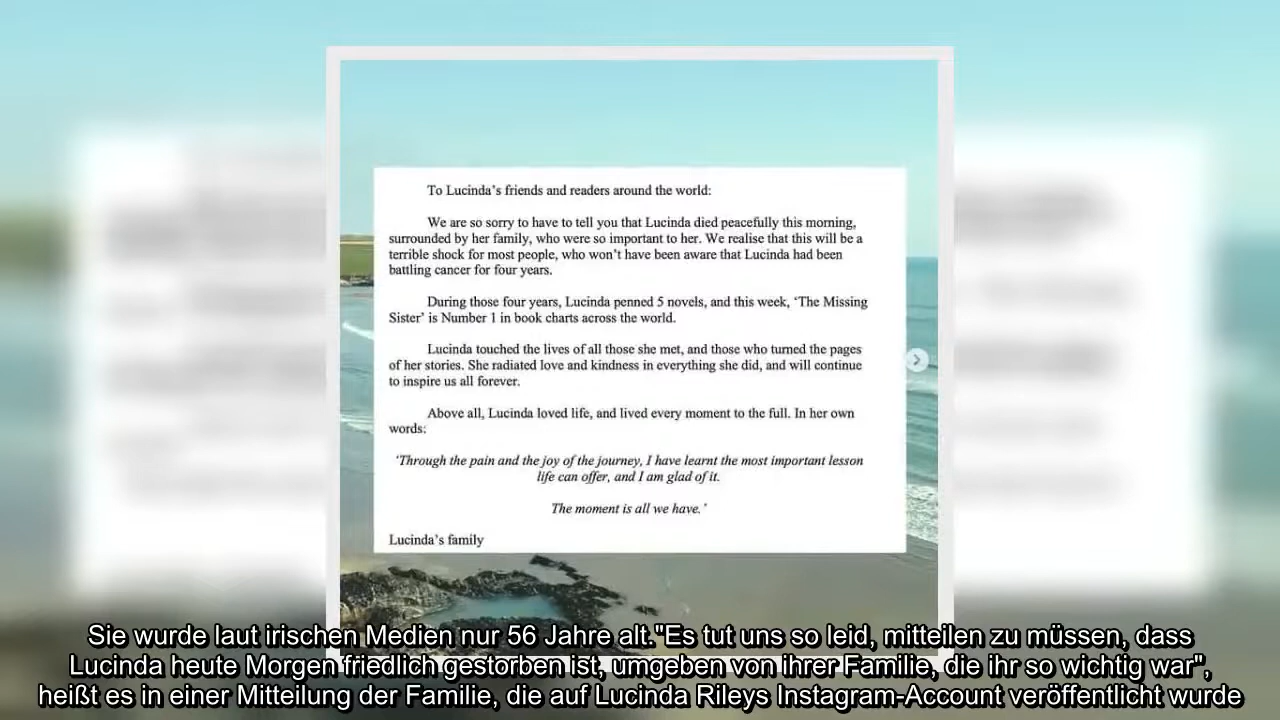 To Lucinda's friends and readers around the world:
We are so sorry to have to tell you that Lucinda died peacefully this morning,
surrounded by her family, who were so important to her. We realise that this will be a
terrible shock for most people, who won't have been aware that Lucinda had been
battling cancer for four years.
During those four years, Lucinda penned 5 novels, and this week, 'The Missing
Sister' is Number 1 in book charts across the world.
Lucinda touched the lives of all those she met, and those who turned the pages
of her stories. She radiated love and kindness in everything she did, and will continue
to inspire us all forever.
Above all, Lucinda loved life, and lived every moment to the full. In her own
words:
'Through the pain and the joy of the journey, I have learnt the most important lesson
life can offer, and I am glad of it.
The moment is all we have.'
Lucinda's family
Sie wurde laut irischen Medien nur 56 Jahre alt."Es tut uns so leid, mitteilen zu müssen, dass
Lucinda heute Morgen friedlich gestorben ist, umgeben von ihrer Familie, die ihr so wichtig war",
heißt es in einer Mitteilung der Familie, die auf Lucinda Rileys Instagram-Account veröffentlicht wurde